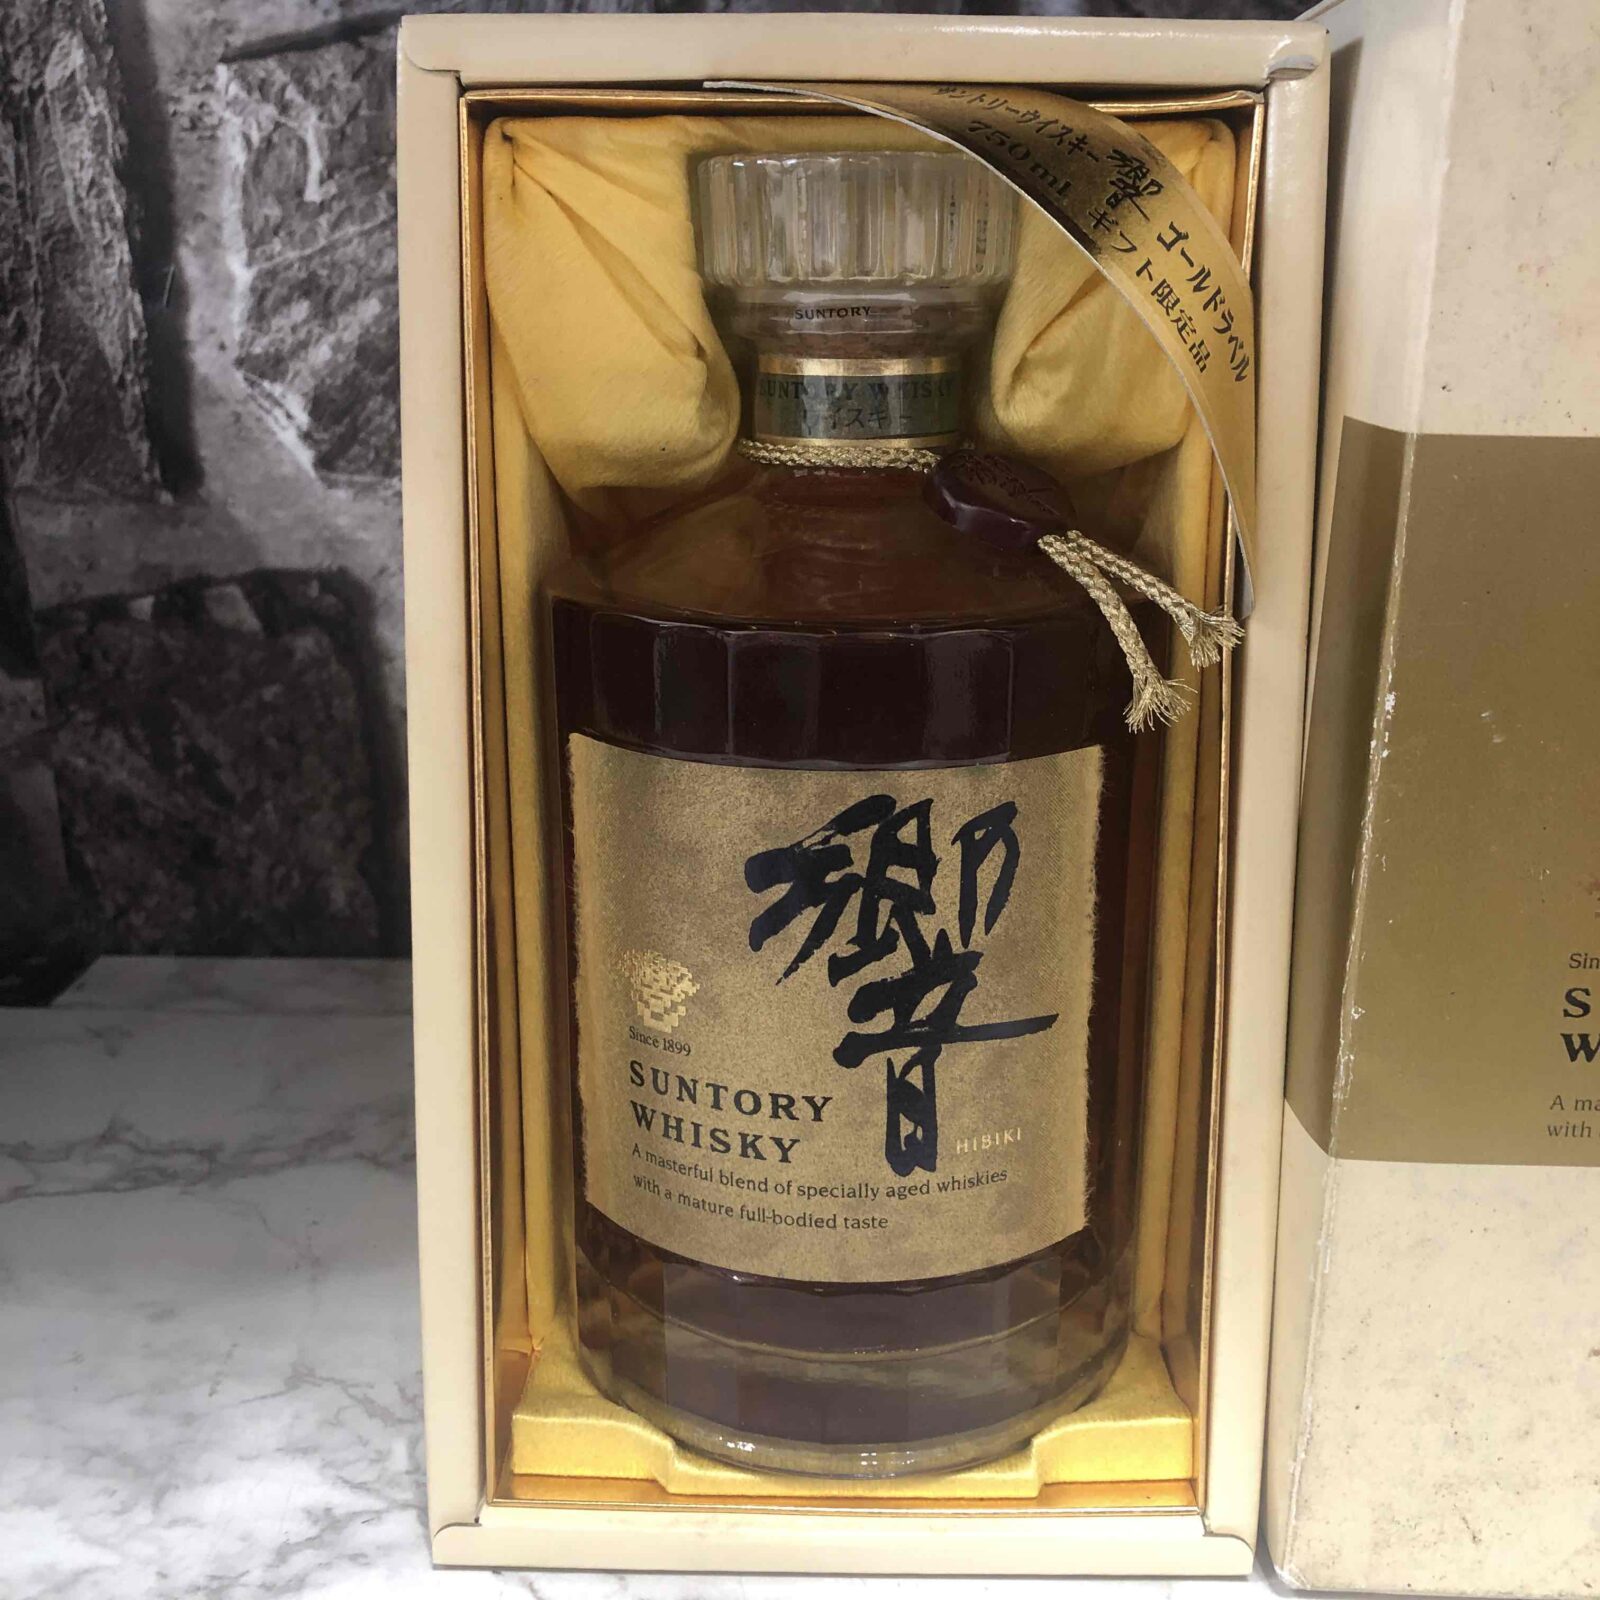 サントリーウイスキー 響 ゴールドラベル
750ml ギフト限定品
SUNTORY
SUNTORY WHISKY
ウイスキー
響
Since 1899
SUNTORY
WHISKY
HIBIKI
A masterful blend of specially aged whiskies
with a mature full-bodied taste
Sin
S
W
A ma
with